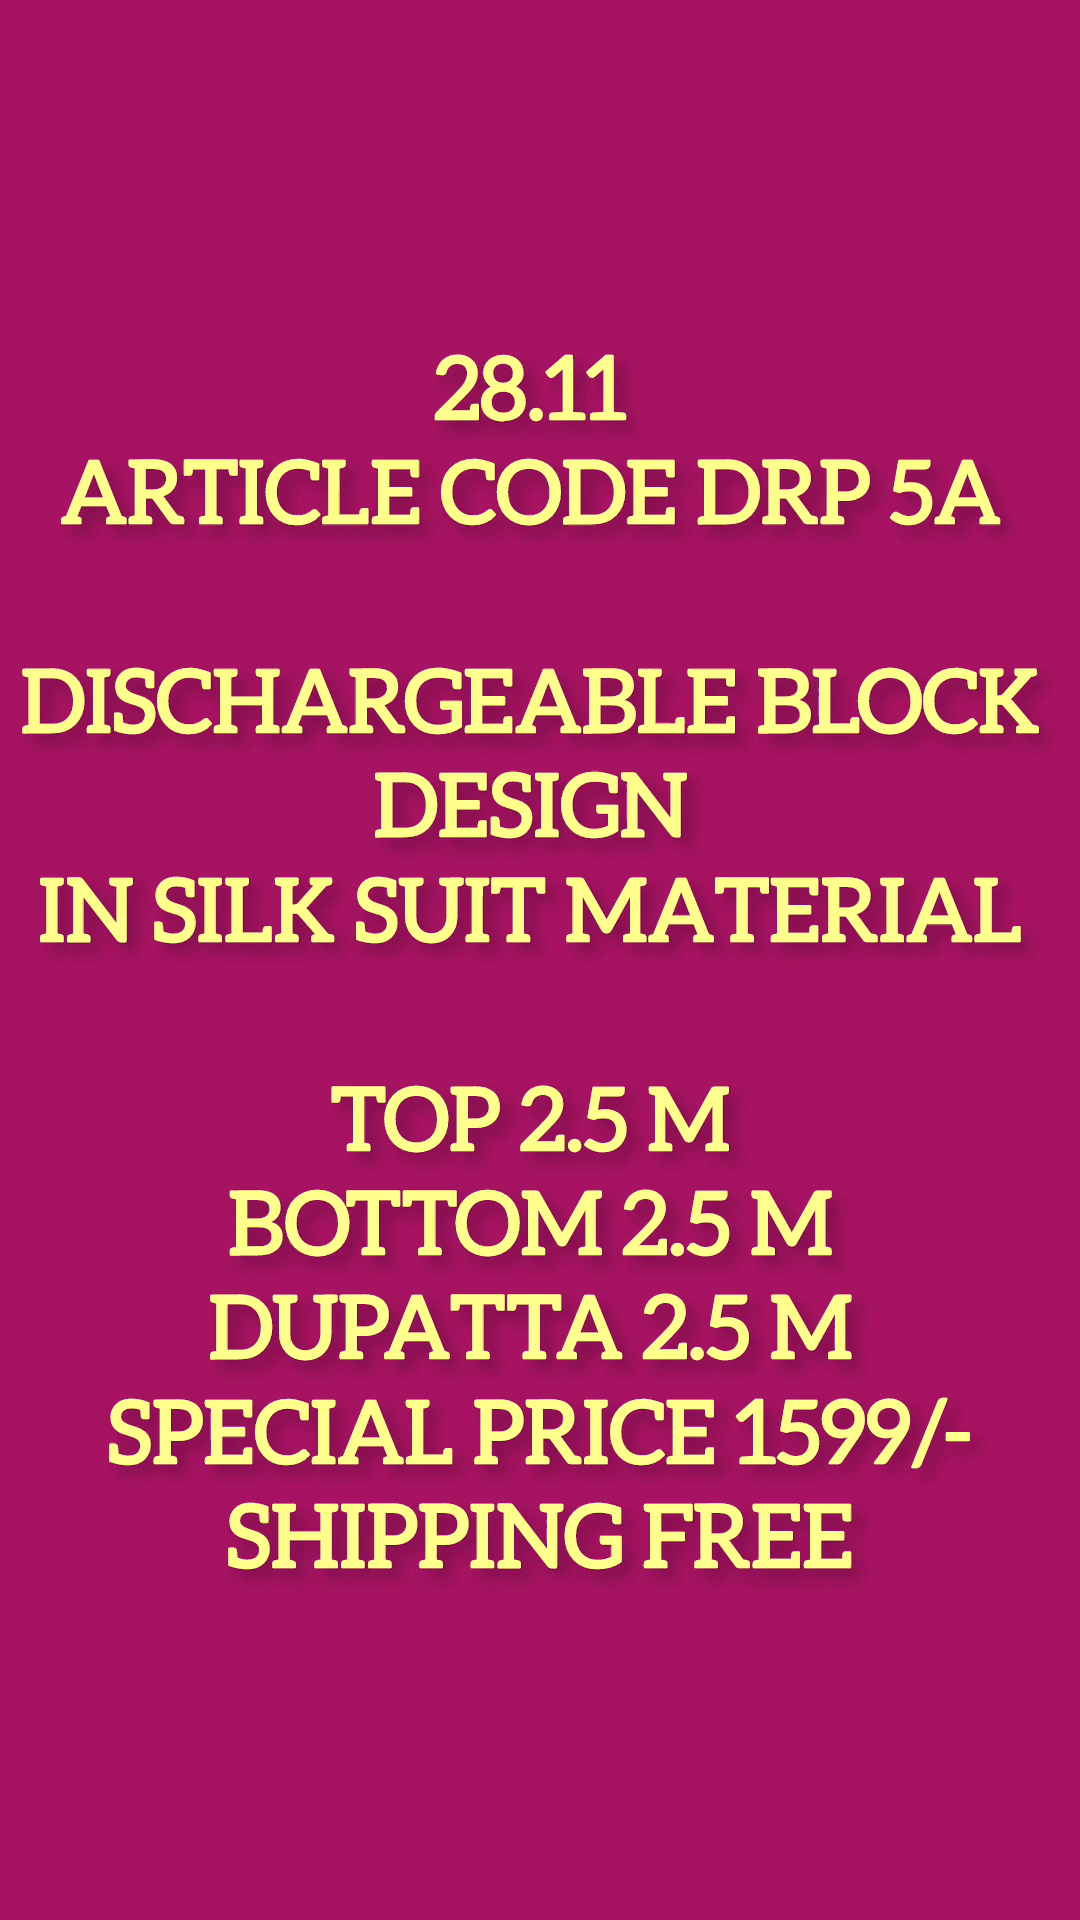 28.11
ARTICLE CODE DRP 5A
DISCHARGEABLE BLOCK
DESIGN
IN SILK SUIT MATERIAL
TOP 2.5 M
BOTTOM 2.5 M
DUPATTA 2.5 M
SPECIAL PRICE 1599/-
SHIPPING FREE